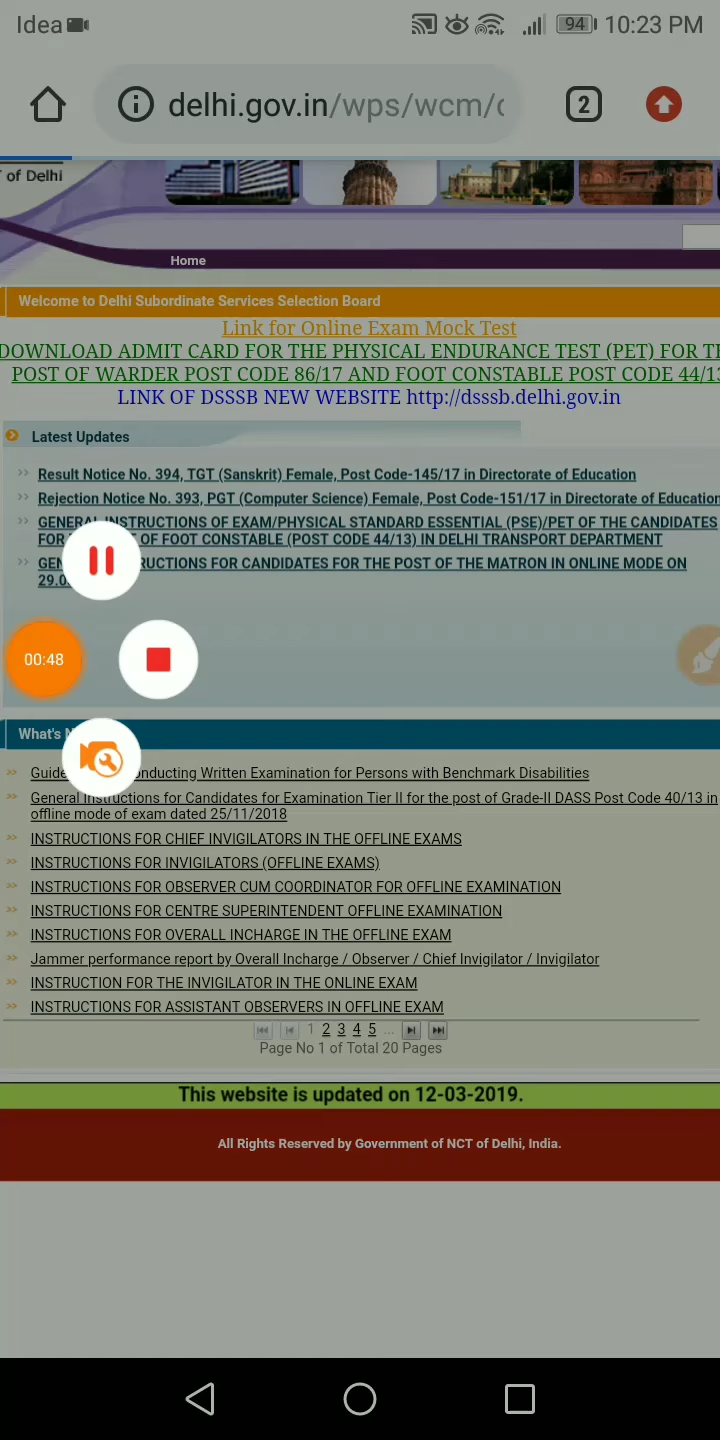 Idea 94 10:23 PM
delhi.gov.in/wps/wcm/c 2
of Delhi
Home
Welcome to Delhi Subordinate Services Selection Board
Link for Online Exam Mock Test
DOWNLOAD ADMIT CARD FOR THE PHYSICAL ENDURANCE TEST (PET) FOR
POST OF WARDER POST CODE 86/17 AND FOOT CONSTABLE POST CODE 44/13
LINK OF DSSSB NEW WEBSITE http://dsssb.delhi.gov.in
Latest Updates
Result Notice No. 394, TGT (Sanskrit) Female, Post Code-145/17 in Directorate of Education
Rejection Notice No. 393, PGT (Computer Science) Female, Post Code-151/17 in Directorate of Education
GENERAL INSTRUCTIONS OF EXAM/PHYSICAL STANDARD ESSENTIAL (PSE)/PET OF THE CANDIDATES
FOR OF FOOT CONSTABLE (POST CODE 44/13) IN DELHI TRANSPORT DEPARTMENT
FOR CANDIDATES FOR THE POST OF THE MATRON IN ONLINE MODE ON
29.0
00:48
What's
Written Examination for Persons with Benchmark Disabilities
General Instructions for Candidates for Examination Tier II for the post of Grade-II DASS Post Code 40/13 in
offline mode of exam dated 25/11/2018
INSTRUCTIONS FOR CHIEF INVIGILATORS IN THE OFFLINE EXAMS
INSTRUCTIONS FOR INVIGILATORS (OFFLINE EXAMS)
INSTRUCTIONS FOR OBSERVER CUM COORDINATOR FOR OFFLINE EXAMINATION
INSTRUCTIONS FOR CENTRE SUPERINTENDENT OFFLINE EXAMINATION
INSTRUCTIONS FOR OVERALL INCHARGE IN THE OFFLINE EXAM
Jammer performance report by Overall Incharge / Observer / Chief Invigilator / Invigilator
INSTRUCTION FOR THE INVIGILATOR IN THE ONLINE EXAM
INSTRUCTIONS FOR ASSISTANT OBSERVERS IN OFFLINE EXAM
1 2 3 4 5 ...
Page No 1 of Total 20 Pages
This website is updated on 12-03-2019.
All Rights Reserved by Government of NCT of Delhi, India.